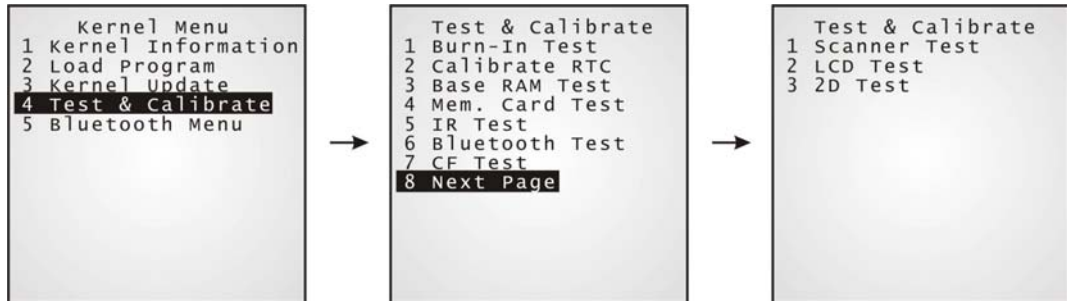 Kernel Menu
1 Kernel Information
2 Load Program
3 Kernel Update
4 Test & Calibrate
5 Bluetooth Menu
Test & Calibrate
1 Burn-In Test
2 Calibrate RTC
3 Base RAM Test
4 Mem. Card Test
5 IR Test
6 Bluetooth Test
7 CF Test
8 Next Page
Test & Calibrate
1 Scanner Test
2 LCD Test
3 2D Test